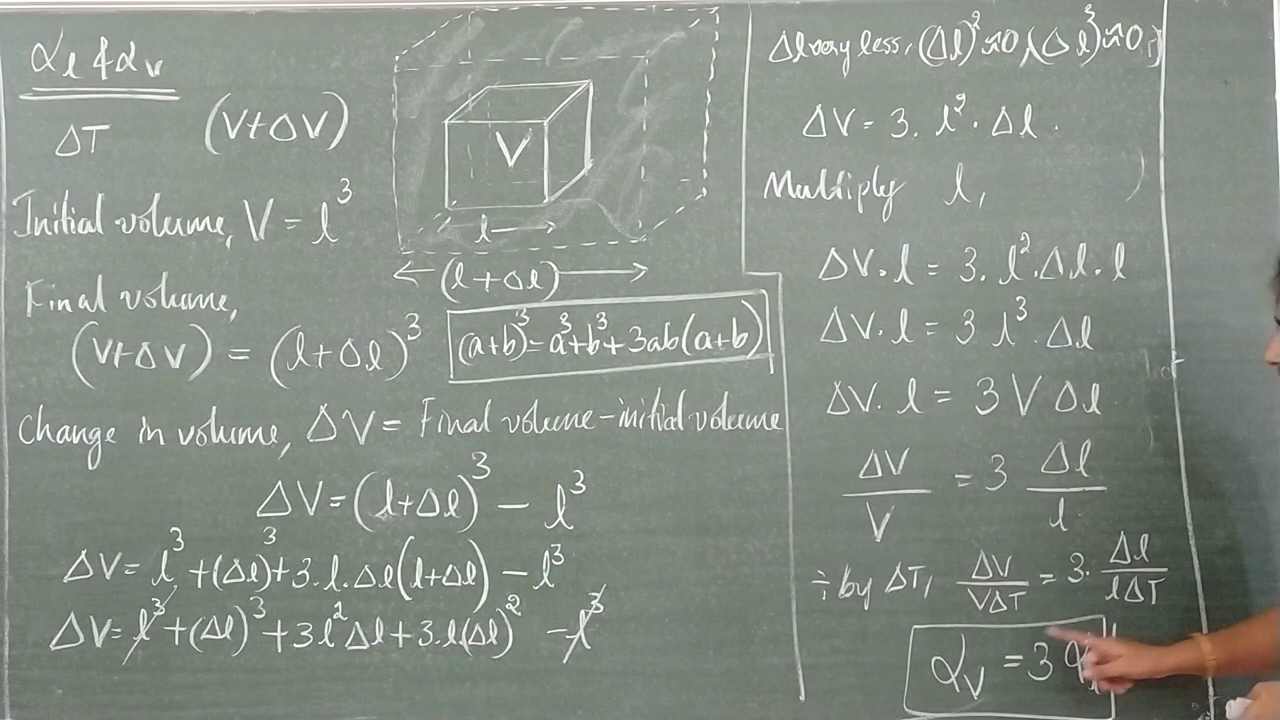 αₗ & αᵥ
ΔT (V+ΔV)
Initial volume, V = l³
Final volume,
(V+ΔV) = (l+Δl)³
V
l
(l+Δl)
(a+b)³ = a³+b³+3ab(a+b)
Change in volume, ΔV = Final volume - initial volume
ΔV = (l+Δl)³ - l³
ΔV = l³ + (Δl)³ + 3.l.Δl(l+Δl) - l³
ΔV = l³ + (Δl)³ + 3l²Δl + 3.l(Δl)² - l³
Δl very less, (Δl)² ≈ 0, (Δl)³ ≈ 0,
ΔV = 3. l². Δl.
Multiply l,
ΔV. l = 3. l². Δl. l
ΔV. l = 3 l³. Δl
ΔV. l = 3 V Δl
ΔV/V = 3 Δl/l
÷ by ΔT, ΔV/VΔT = 3. Δl/lΔT
αᵥ = 3 αₗ